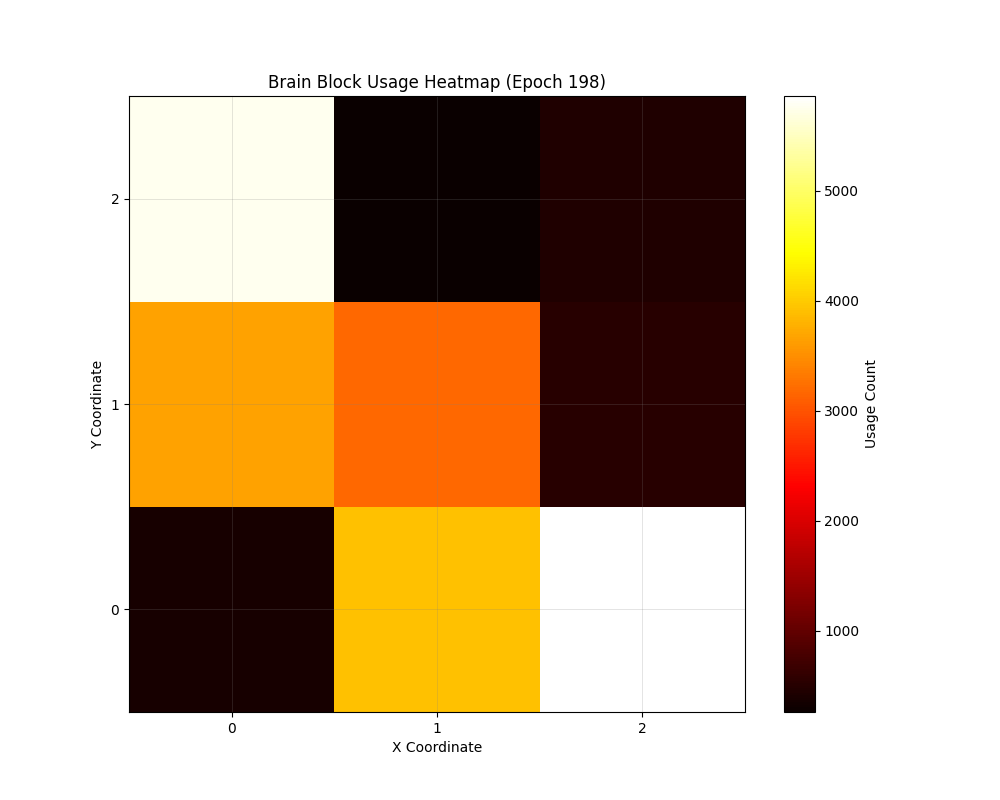 Brain Block Usage Heatmap (Epoch 198)
2
1
0
Y Coordinate
0 1 2
X Coordinate
5000
4000
3000
2000
1000
Usage Count